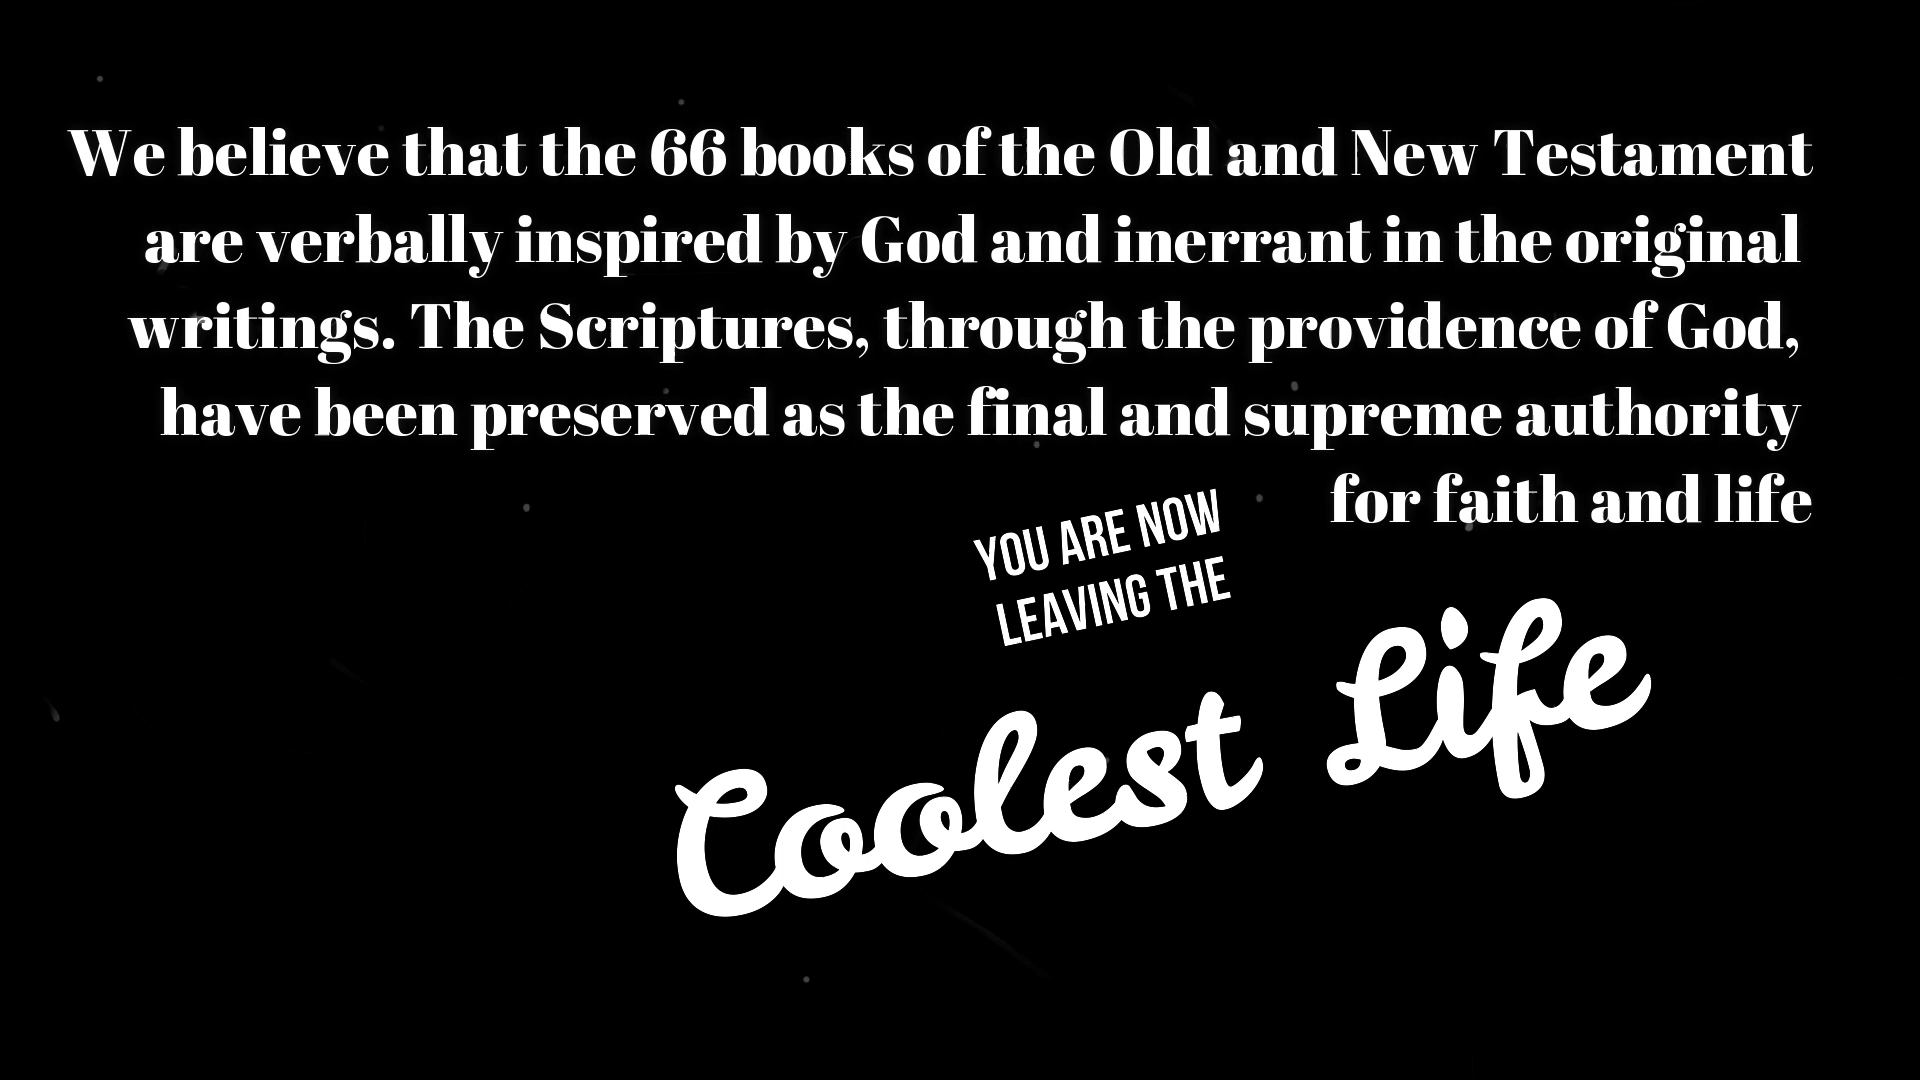 We believe that the 66 books of the Old and New Testament
are verbally inspired by God and inerrant in the original
writings. The Scriptures, through the providence of God,
have been preserved as the final and supreme authority
for faith and life
YOU ARE NOW
LEAVING THE
Coolest Life